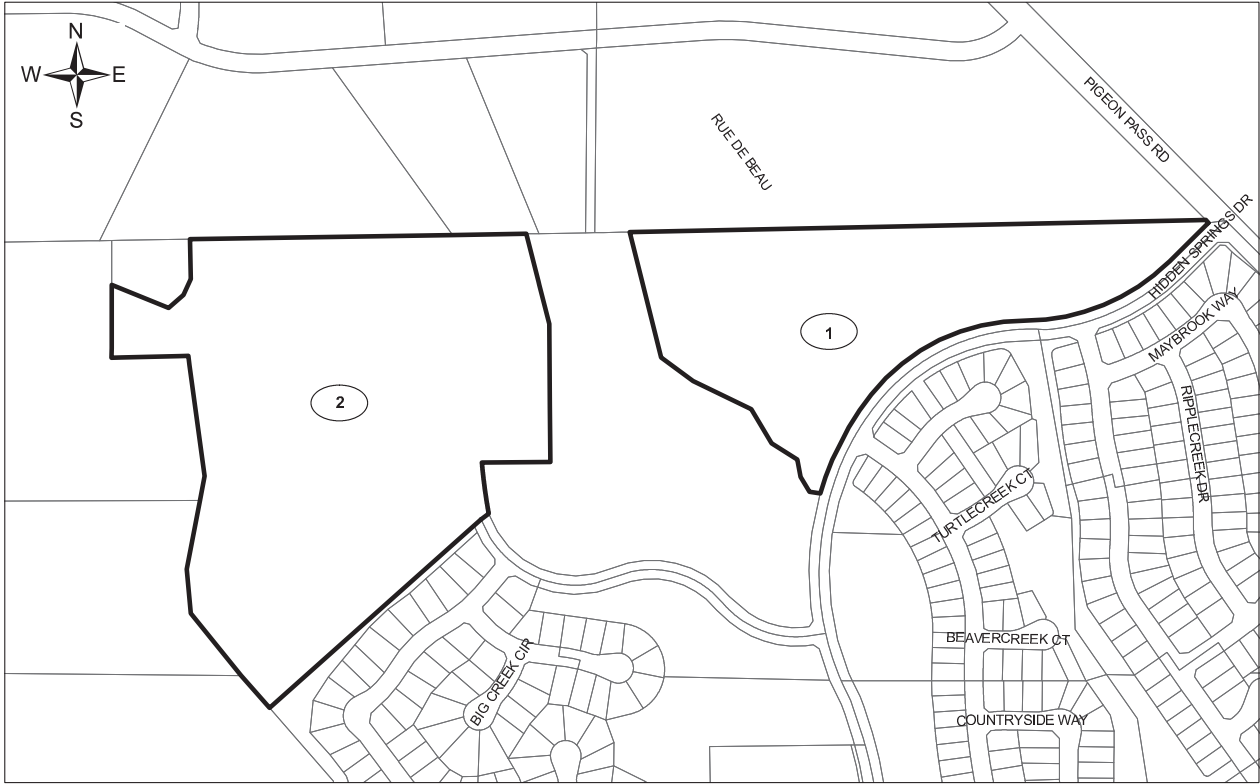 N
W E
S
PIGEON PASS RD
RUE DE BEAU
HIDDEN SPRINGS DR
1
MAYBROOK WAY
2
RIPPLECREEK DR
TURTLECREEK CT
BEAVERCREEK CT
BIG CREEK CIR
COUNTRYSIDE WAY